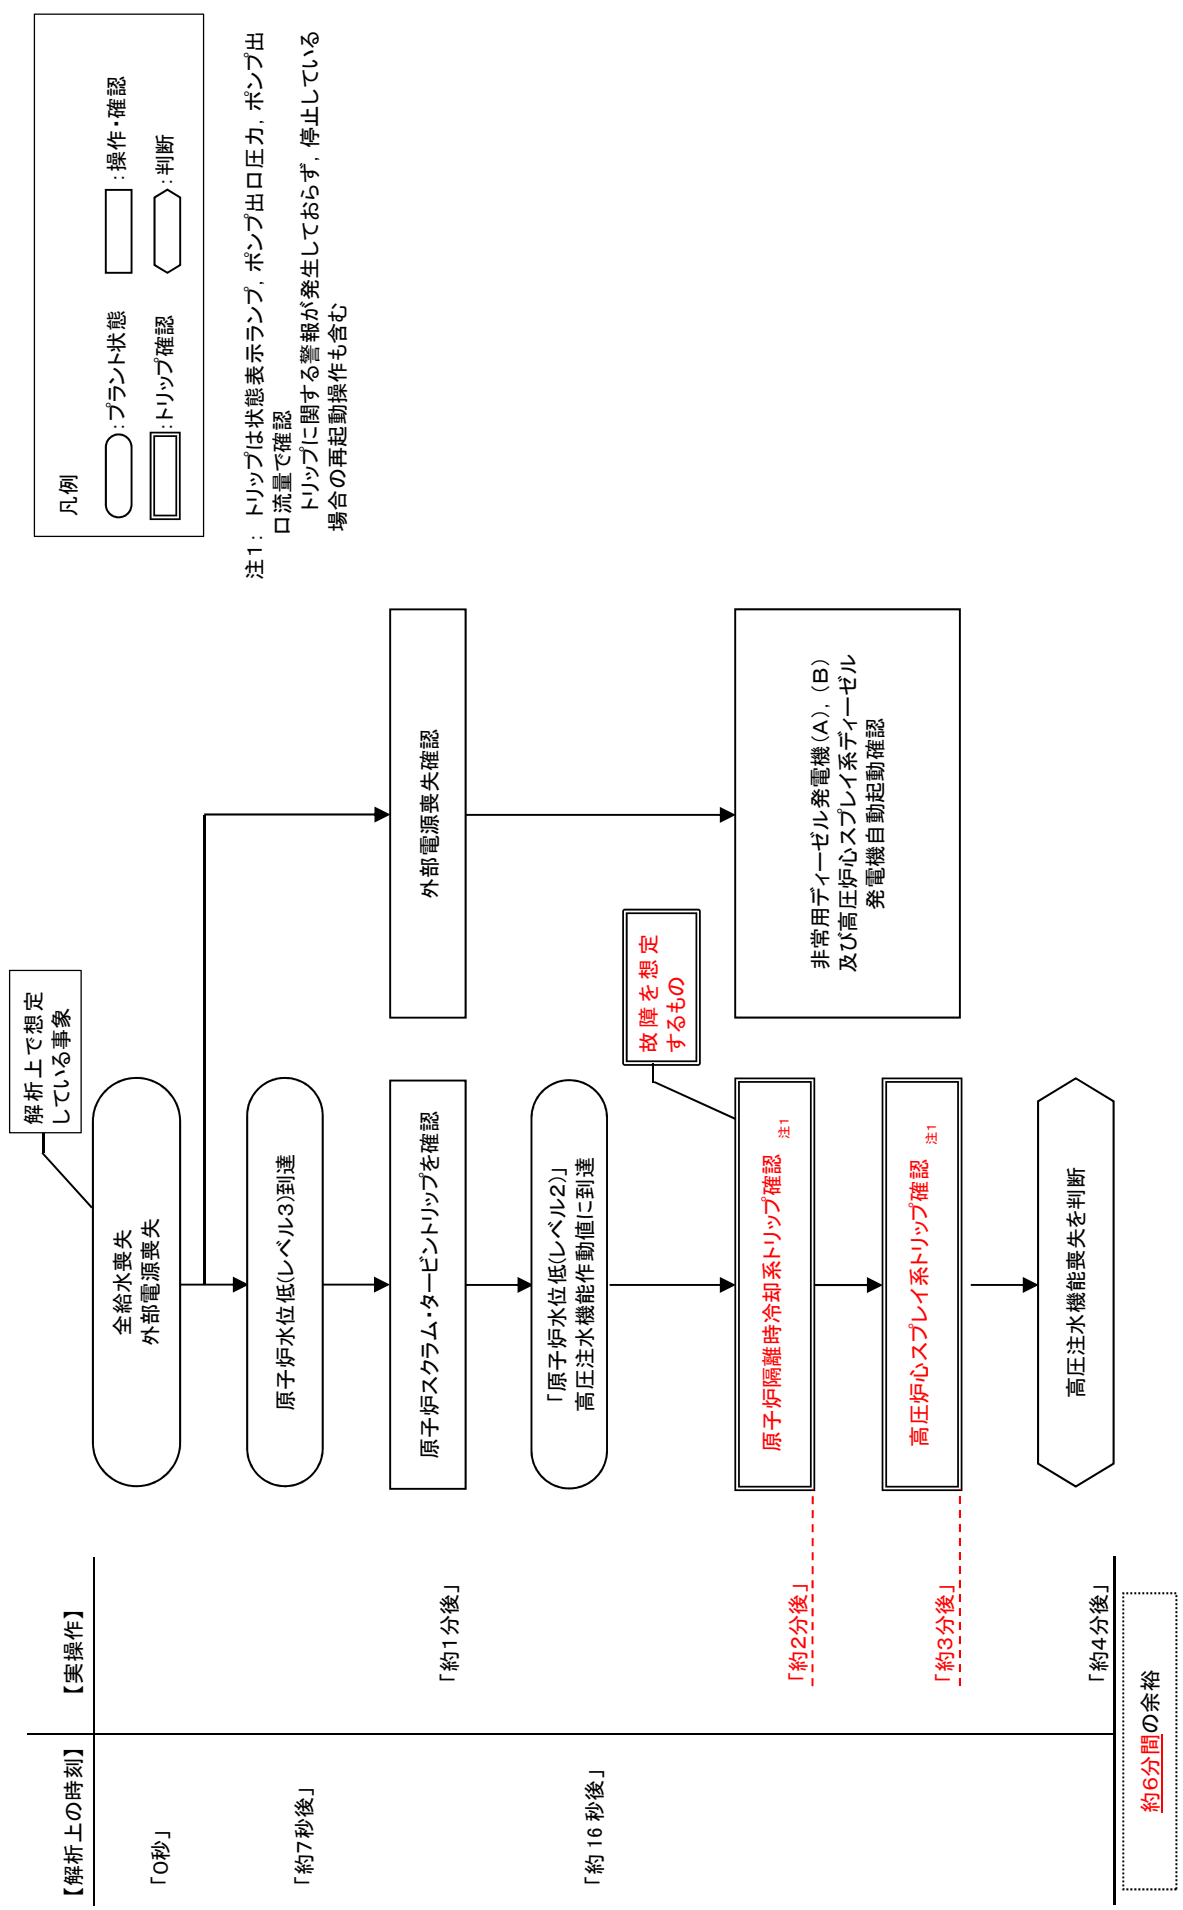 【解析上の時刻】
【実操作】
「0秒」
「約7秒後」
「約1分後」
「約 16 秒後」
「約2分後」
「約3分後」
「約4分後」
約6分間の余裕
解析上で想定
している事象
全給水喪失
外部電源喪失
原子炉水位低(レベル3)到達
原子炉スクラム・タービントリップを確認
「原子炉水位低(レベル2)」
高圧注水機能作動値に到達
故障を想定
するもの
原子炉隔離時冷却系トリップ確認 注1
高圧炉心スプレイ系トリップ確認 注1
高圧注水機能喪失を判断
外部電源喪失確認
非常用ディーゼル発電機(A),(B)
及び高圧炉心スプレイ系ディーゼル
発電機自動起動確認
凡例
:プラント状態
:操作・確認
:トリップ確認
:判断
注1: トリップは状態表示ランプ, ポンプ出口圧力, ポンプ出
口流量で確認
トリップに関する警報が発生しておらず, 停止している
場合の再起動操作も含む